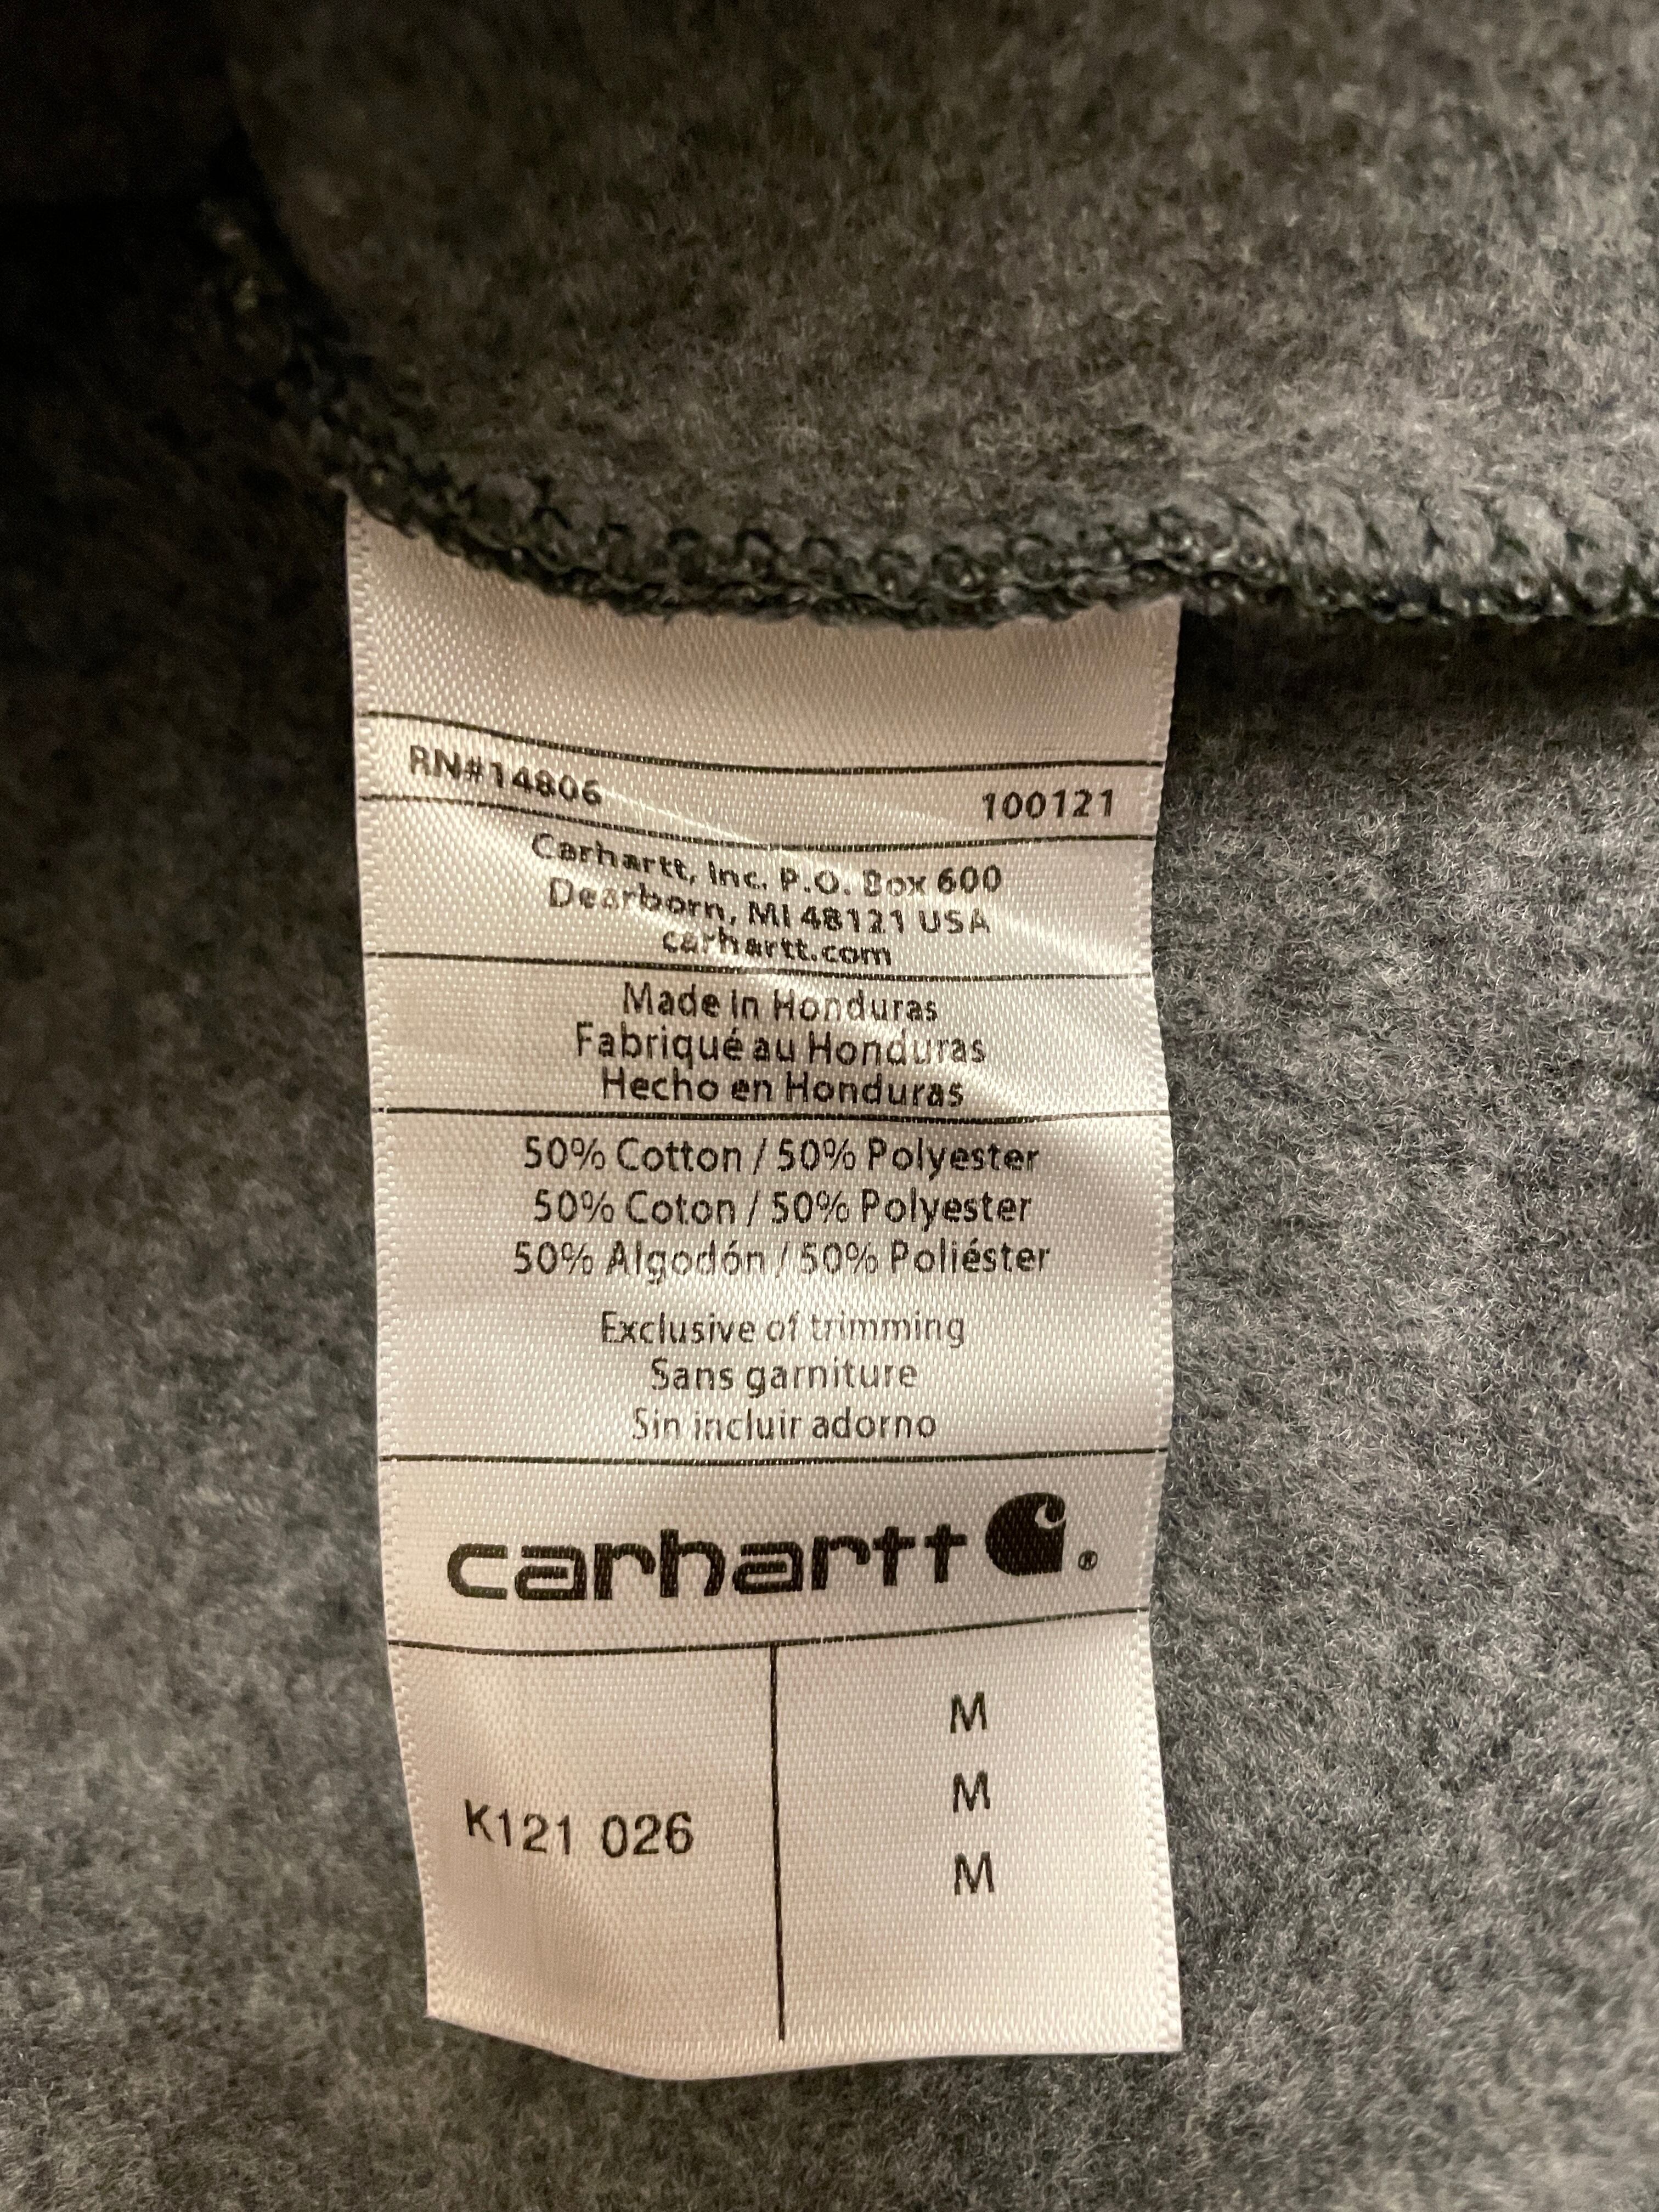 RN#14806 100121
Carhartt, Inc. P.O. Box 600
Dearborn, MI 48121 USA
carhartt.com
Made in Honduras
Fabriqué au Honduras
Hecho en Honduras
50% Cotton / 50% Polyester
50% Coton / 50% Polyester
50% Algodón / 50% Poliéster
Exclusive of trimming
Sans garniture
Sin incluir adorno
carhartt ®
M
M
K121 026
M